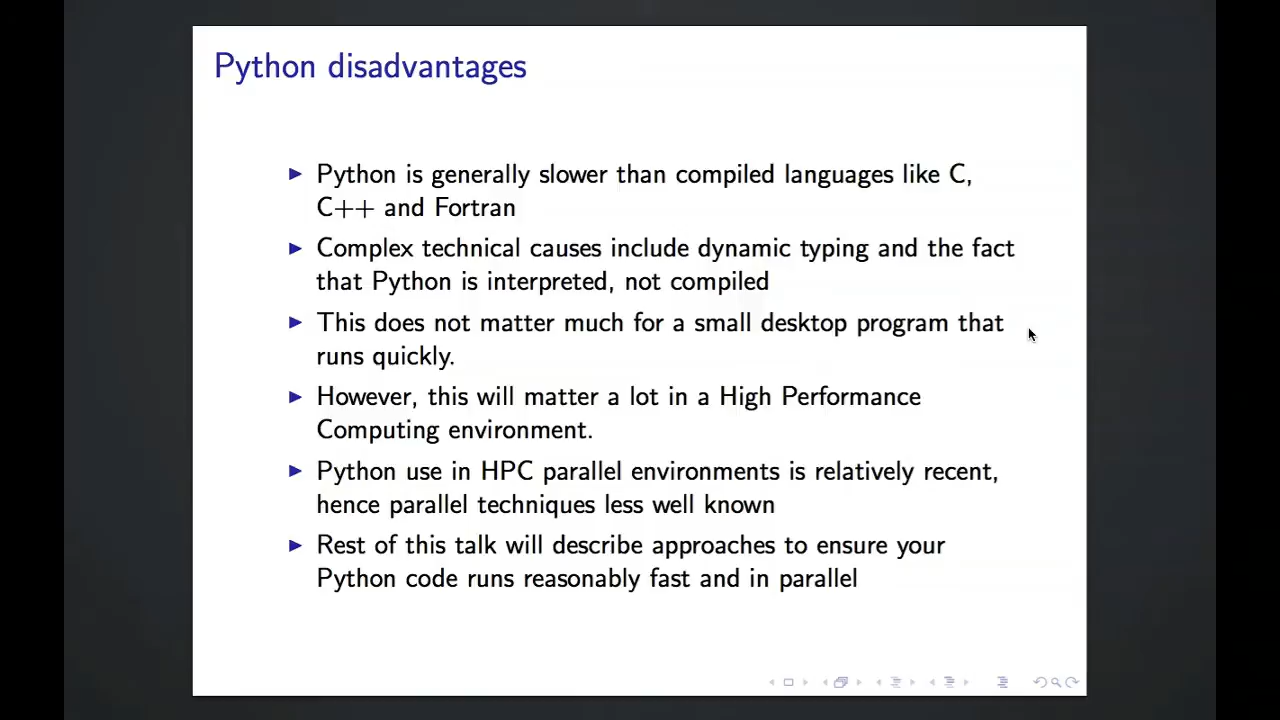 Python disadvantages
Python is generally slower than compiled languages like C,
C++ and Fortran
Complex technical causes include dynamic typing and the fact
that Python is interpreted, not compiled
This does not matter much for a small desktop program that
runs quickly.
However, this will matter a lot in a High Performance
Computing environment.
Python use in HPC parallel environments is relatively recent,
hence parallel techniques less well known
Rest of this talk will describe approaches to ensure your
Python code runs reasonably fast and in parallel